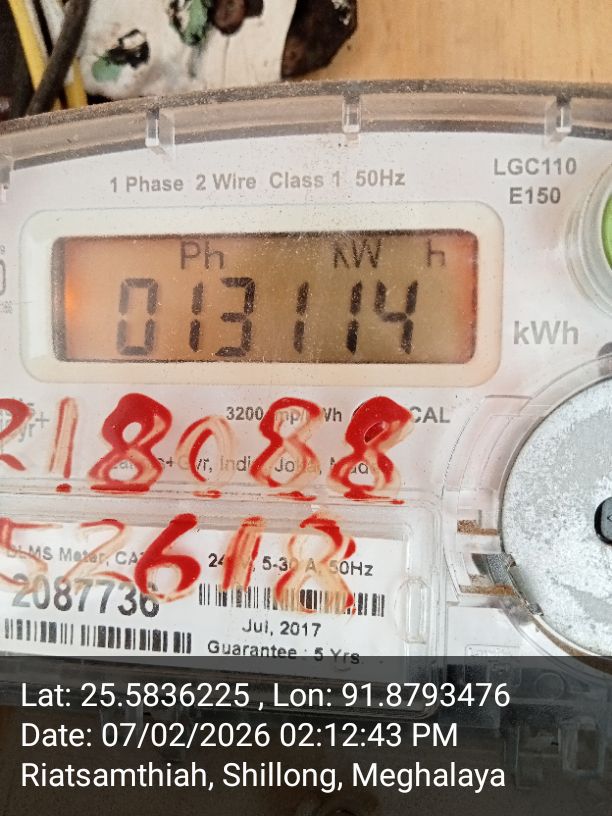 1 Phase 2 Wire Class 1 50Hz
LGC110
E150
Ph kW h
013114
kWh
3200 CAL
18088
52618
Meter,
5-30 A, 50Hz
2087736
Jul, 2017
Guarantee : 5 Yrs.
Lat: 25.5836225 , Lon: 91.8793476
Date: 07/02/2026 02:12:43 PM
Riatsamthiah, Shillong, Meghalaya